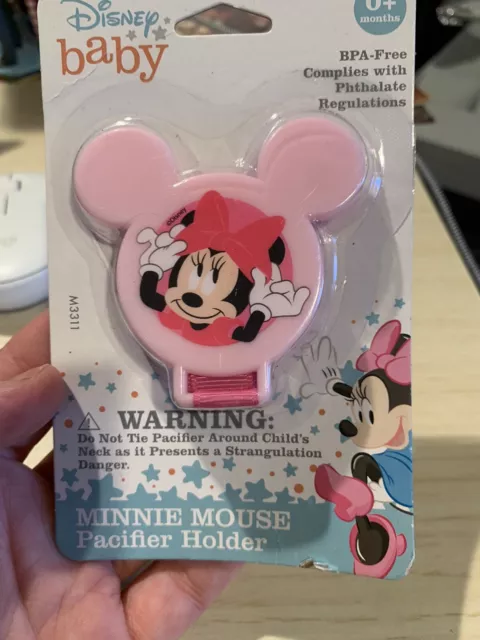 Disney
baby
0+
months
BPA-Free
Complies with
Phthalate
Regulations
©Disney
M3311
WARNING:
Do Not Tie Pacifier Around Child's
Neck as it Presents a Strangulation
Danger.
MINNIE MOUSE
Pacifier Holder